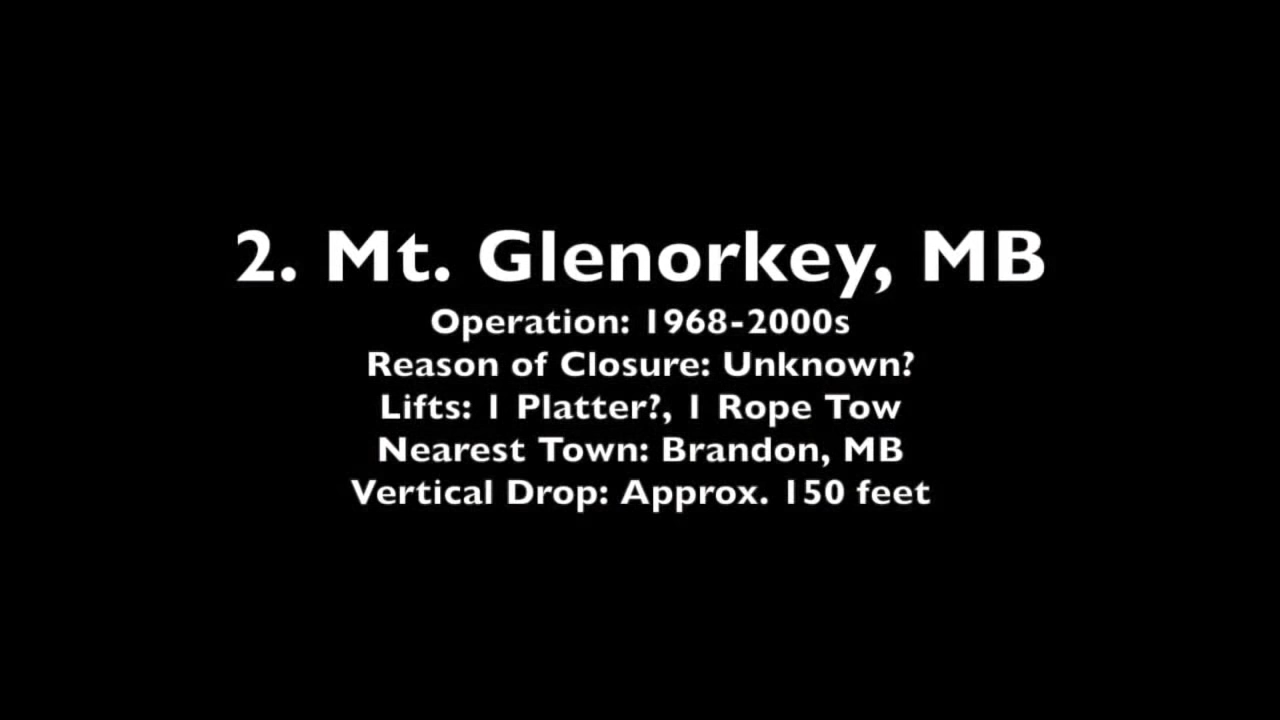 2. Mt. Glenorkey, MB
Operation: 1968-2000s
Reason of Closure: Unknown?
Lifts: 1 Platter?, 1 Rope Tow
Nearest Town: Brandon, MB
Vertical Drop: Approx. 150 feet